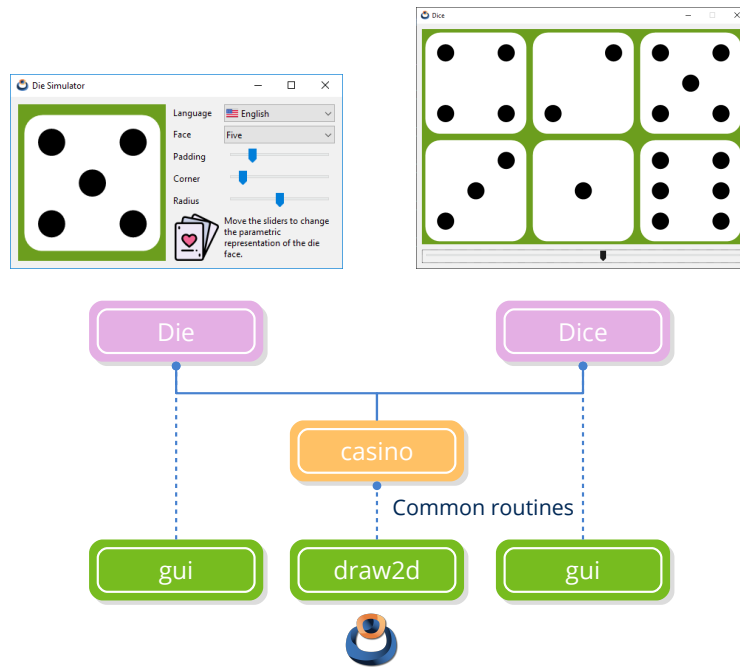 Dice
Die Simulator
Language
English
Face
Five
Padding
Corner
Radius
Move the sliders to change
the parametric
representation of the die
face.
Die
Dice
casino
Common routines
gui
draw2d
gui